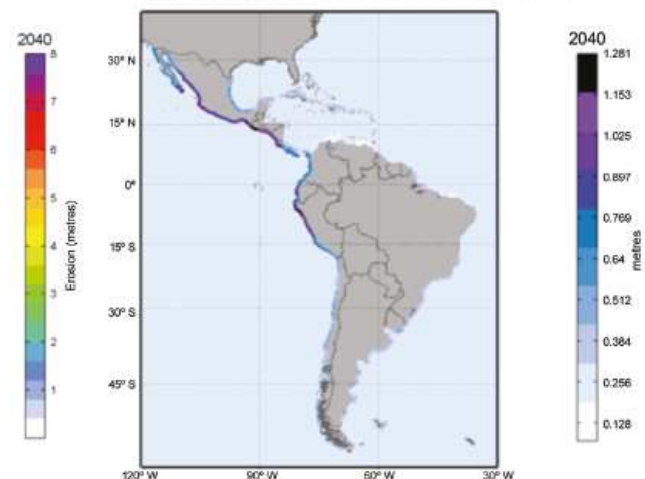 2040
8
7
6
5
4
3
2
1
Erosion (metres)
30° N
15° N
0°
15° S
30° S
45° S
120° W
90° W
60° W
30° W
2040
1.281
1.153
1.025
0.897
0.769
0.64
0.512
0.384
0.256
0.128
metres